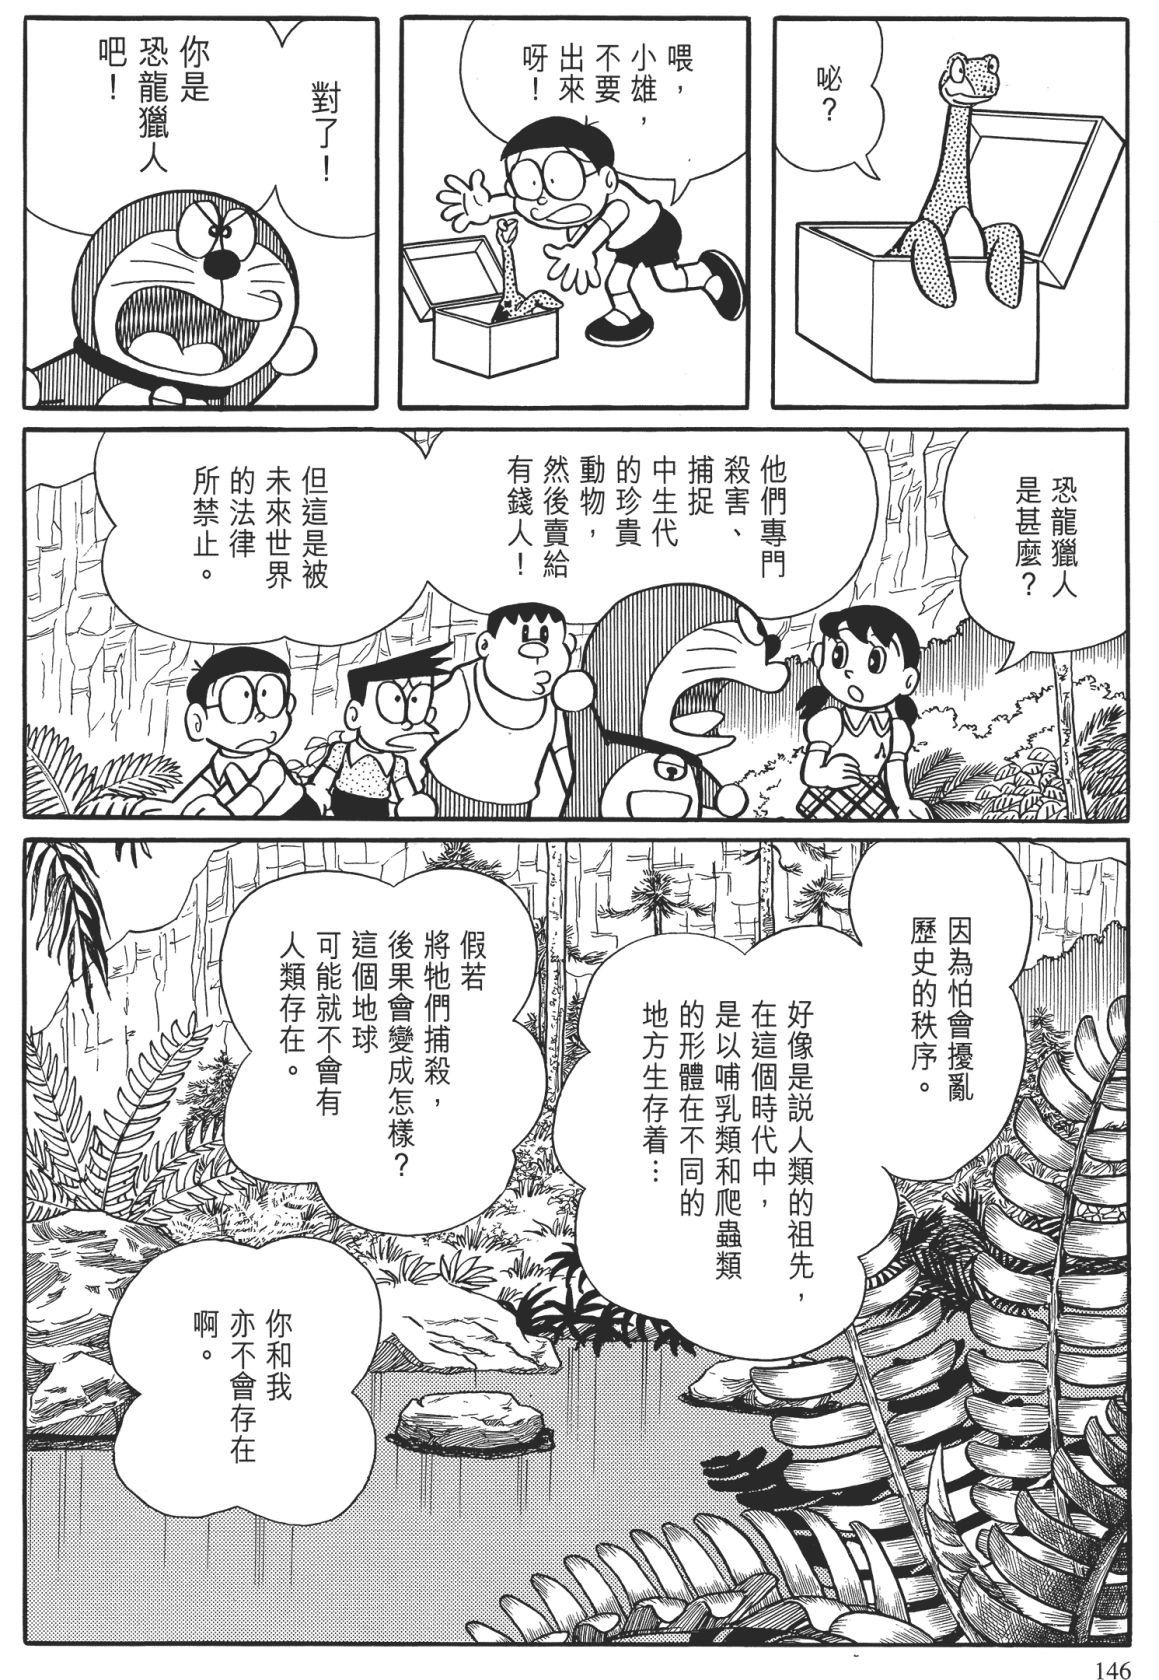 咇？
喂，
小雄，
不要
出來
呀！
對了！
你是
恐龍獵人
吧！
恐龍獵人
是甚麼？
他們專門
殺害、
捕捉
中生代
的珍貴
動物，
然後賣給
有錢人！
但這是被
未來世界
的法律
所禁止。
因為怕會擾亂
歷史的秩序。
好像是説人類的祖先，
在這個時代中，
是以哺乳類和爬蟲類
的形體在不同的
地方生存着…
假若
將牠們捕殺，
後果會變成怎樣？
這個地球
可能就不會有
人類存在。
你和我
亦不會存在
啊。
146